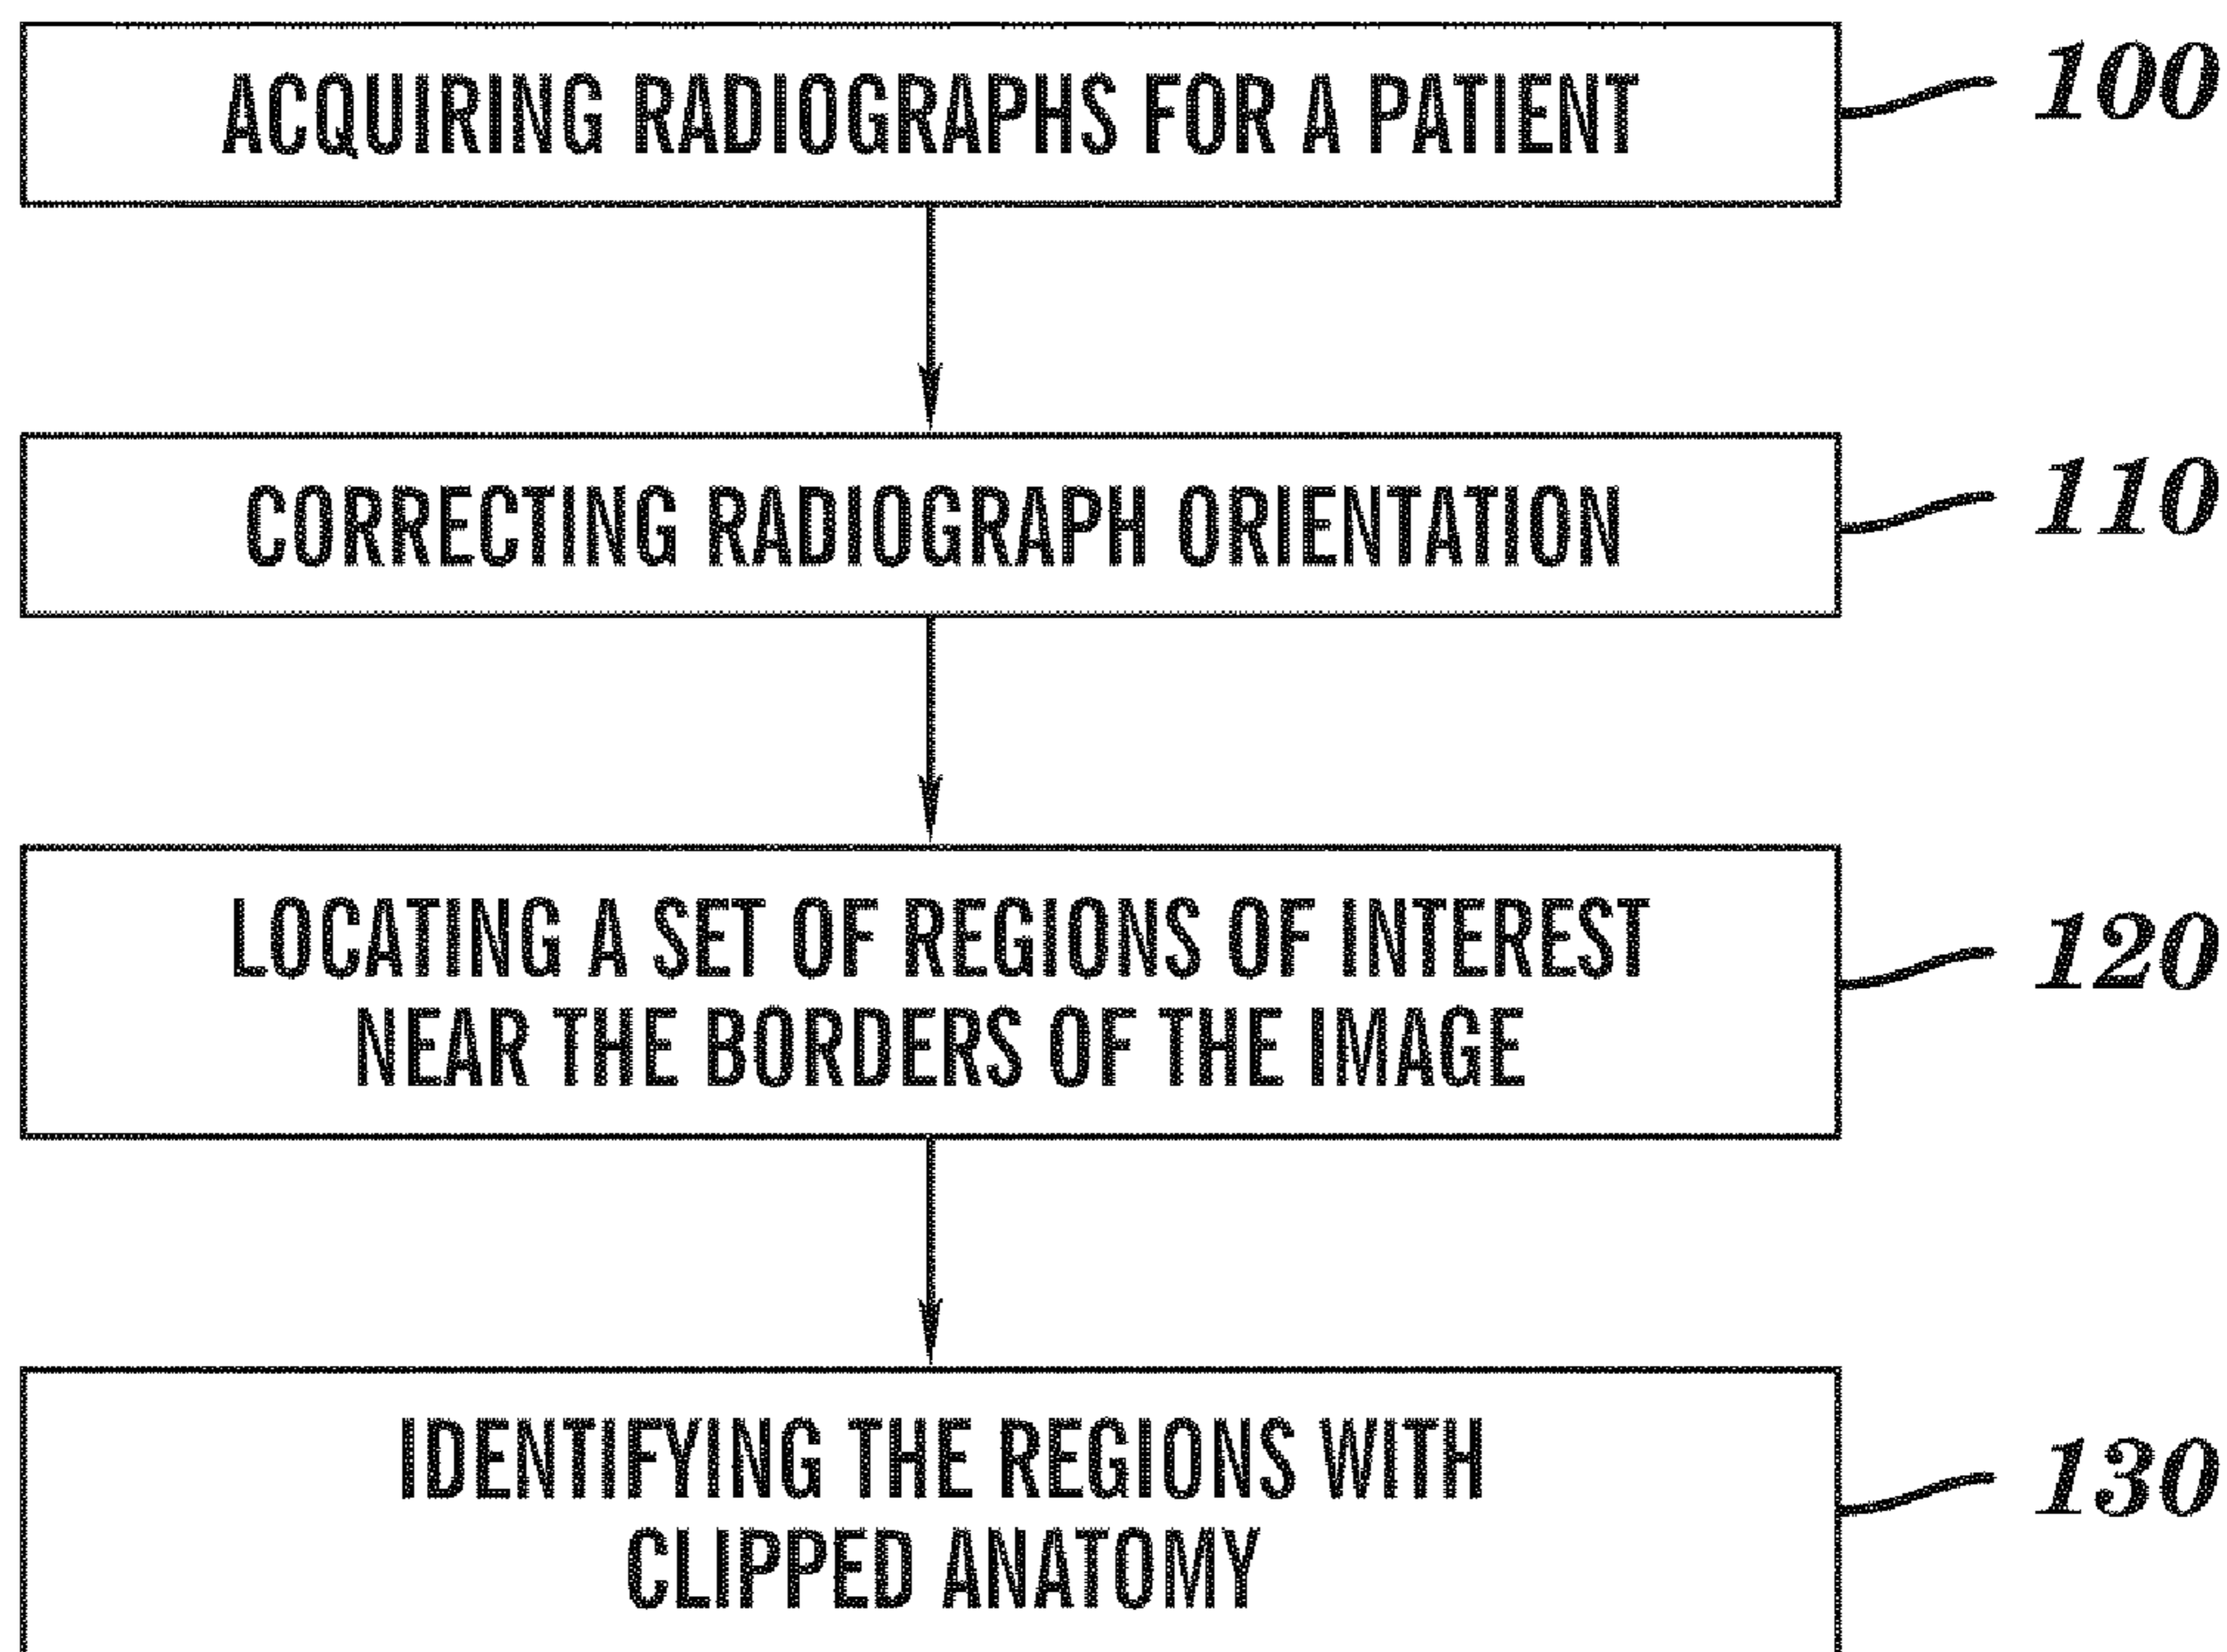 ACQUIRING RADIOGRAPHS FOR A PATIENT
100
CORRECTING RADIOGRAPH ORIENTATION
110
LOCATING A SET OF REGIONS OF INTEREST
NEAR THE BORDERS OF THE IMAGE
120
IDENTIFYING THE REGIONS WITH
CLIPPED ANATOMY
130